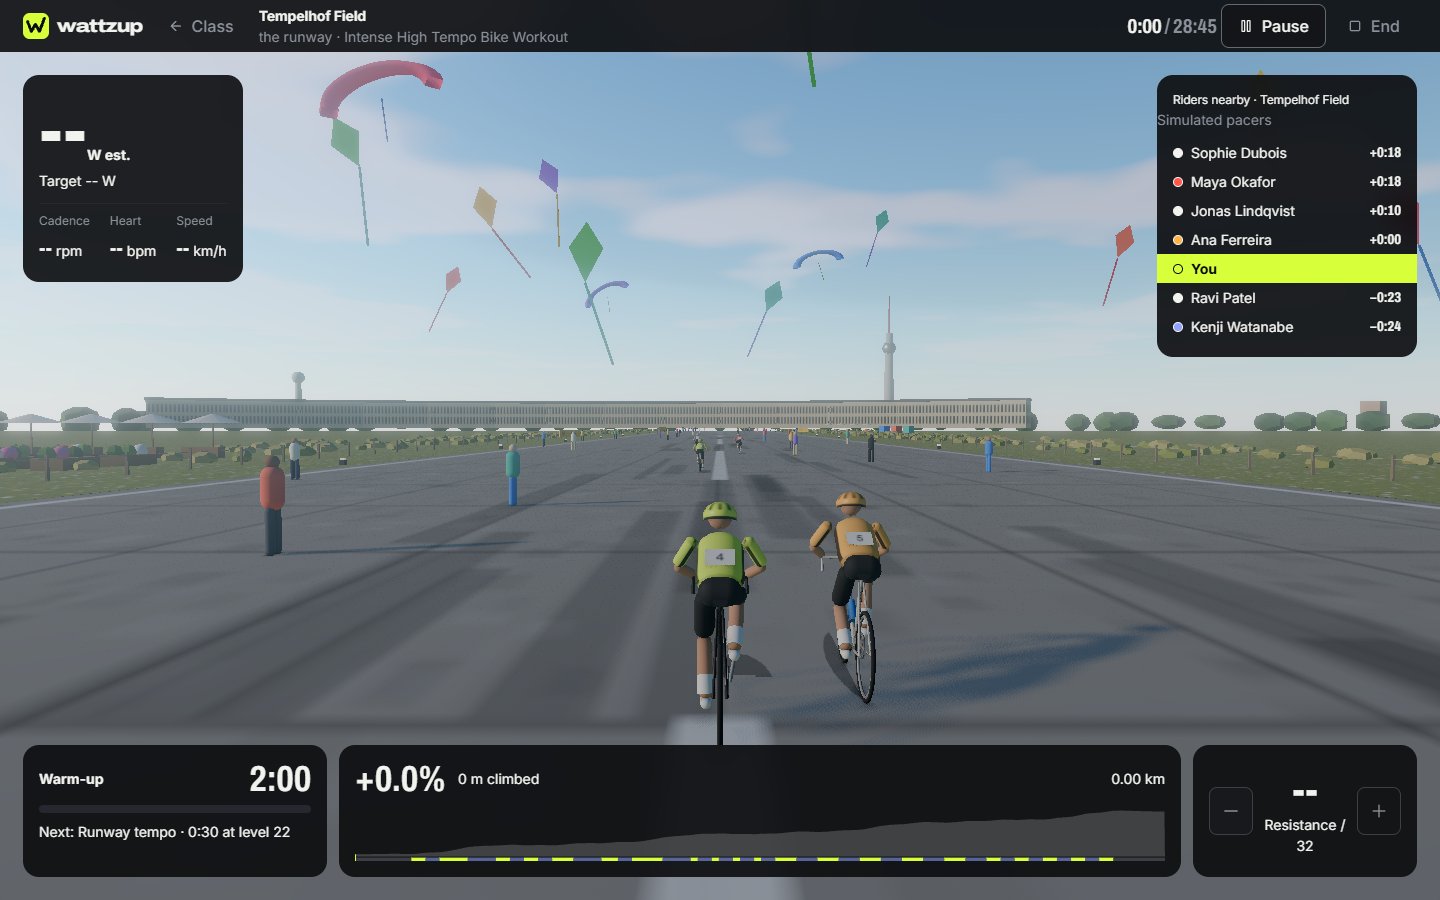 wattzup
Class
Tempelhof Field
the runway · Intense High Tempo Bike Workout
0:00 / 28:45
Pause
End
-- W est.
Target -- W
Cadence Heart Speed
-- rpm -- bpm -- km/h
Riders nearby · Tempelhof Field
Simulated pacers
Sophie Dubois +0:18
Maya Okafor +0:18
Jonas Lindqvist +0:10
Ana Ferreira +0:00
You
Ravi Patel −0:23
Kenji Watanabe −0:24
4
5
Warm-up 2:00
Next: Runway tempo · 0:30 at level 22
+0.0% 0 m climbed 0.00 km
--
Resistance /
32